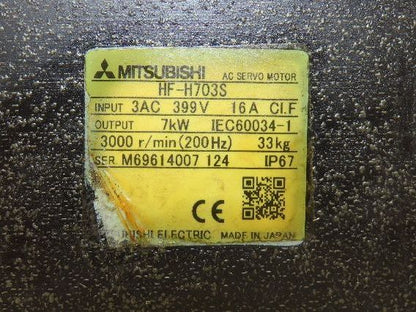 MITSUBISHI AC SERVO MOTOR
HF-H703S
INPUT 3AC 399V 16A CI.F
OUTPUT 7kW IEC60034-1
3000 r/min(200Hz) 33kg
SER. M69614007 124 IP67
CE
ELECTRIC MADE IN JAPAN